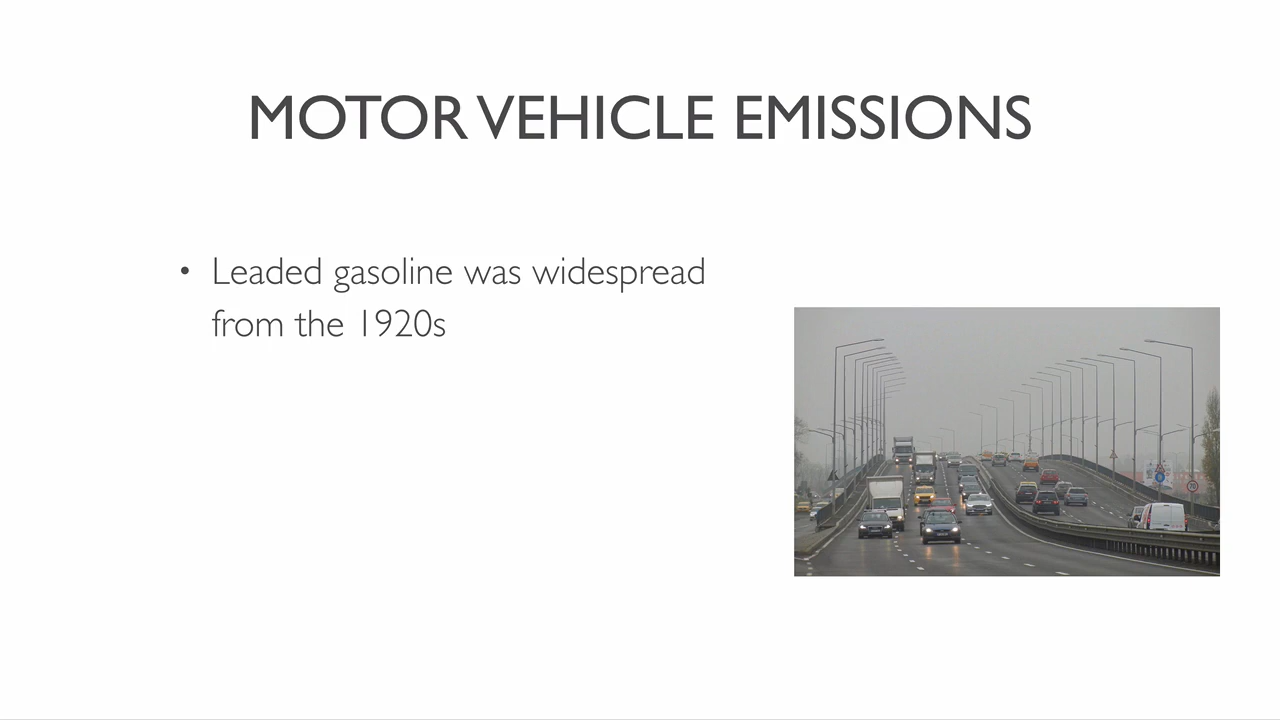 MOTOR VEHICLE EMISSIONS
• Leaded gasoline was widespread
from the 1920s